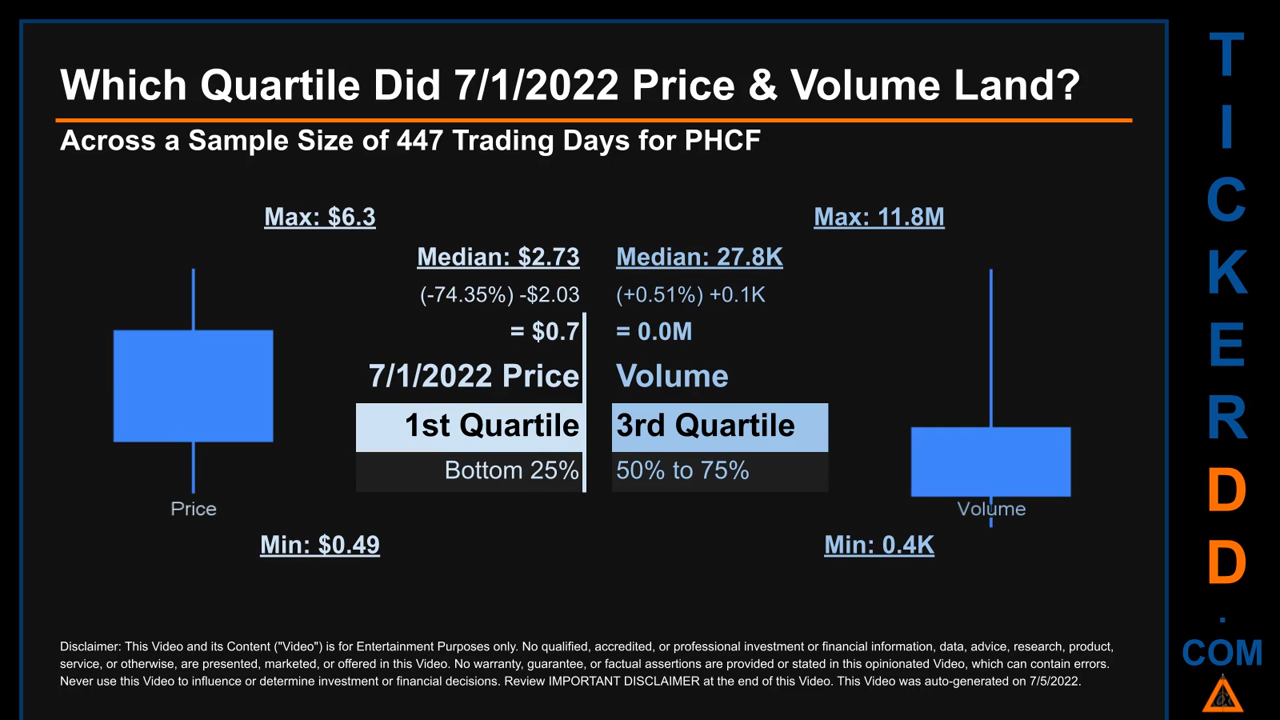 Which Quartile Did 7/1/2022 Price & Volume Land?
Across a Sample Size of 447 Trading Days for PHCF
Max: $6.3
Max: 11.8M
Median: $2.73
Median: 27.8K
(-74.35%) -$2.03
(+0.51%) +0.1K
= $0.7
= 0.0M
7/1/2022 Price
Volume
1st Quartile
3rd Quartile
Bottom 25%
50% to 75%
Price
Volume
Min: $0.49
Min: 0.4K
Disclaimer: This Video and its Content ("Video") is for Entertainment Purposes only. No qualified, accredited, or professional investment or financial information, data, advice, research, product,
service, or otherwise, are presented, marketed, or offered in this Video. No warranty, guarantee, or factual assertions are provided or stated in this opinionated Video, which can contain errors.
Never use this Video to influence or determine investment or financial decisions. Review IMPORTANT DISCLAIMER at the end of this Video. This Video was auto-generated on 7/5/2022.
T
I
C
K
E
R
D
D
.
COM